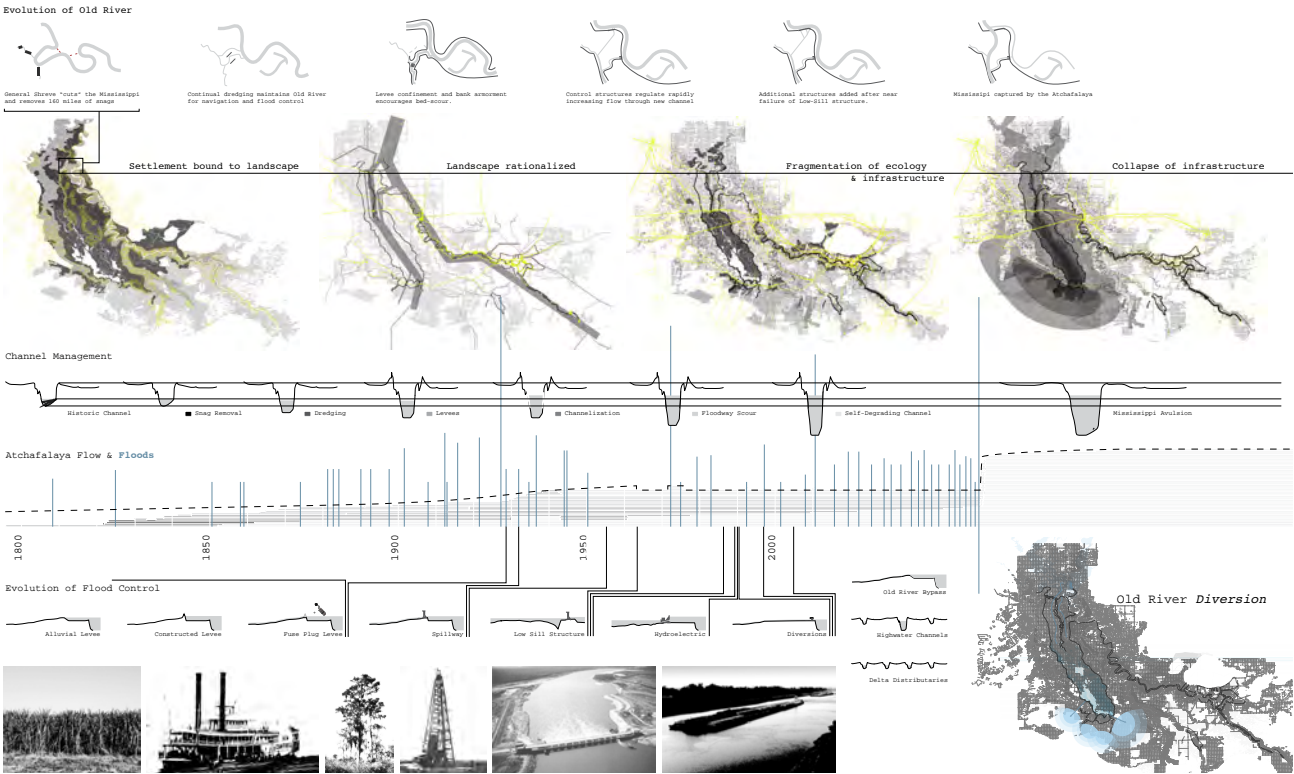 Evolution of Old River
General Shreve "cuts" the Mississippi
and removes 160 miles of snags
Continual dredging maintains Old River
for navigation and flood control
Levee confinement and bank armorment
encourages bed-scour.
Control structures regulate rapidly
increasing flow through new channel
Additional structures added after near
failure of Low-Sill structure.
Mississipi captured by the Atchafalaya
Settlement bound to landscape
Landscape rationalized
Fragmentation of ecology
& infrastructure
Collapse of infrastructure
Channel Management
Historic Channel
Snag Removal
Dredging
Levees
Channelization
Floodway Scour
Self-Degrading Channel
Mississippi Avulsion
Atchafalaya Flow & Floods
1800
1850
1900
1950
2000
Evolution of Flood Control
Alluvial Levee
Constructed Levee
Fuse Plug Levee
Spillway
Low Sill Structure
Hydroelectric
Diversions
Old River Bypass
Highwater Channels
Delta Distributaries
Old River Diversion